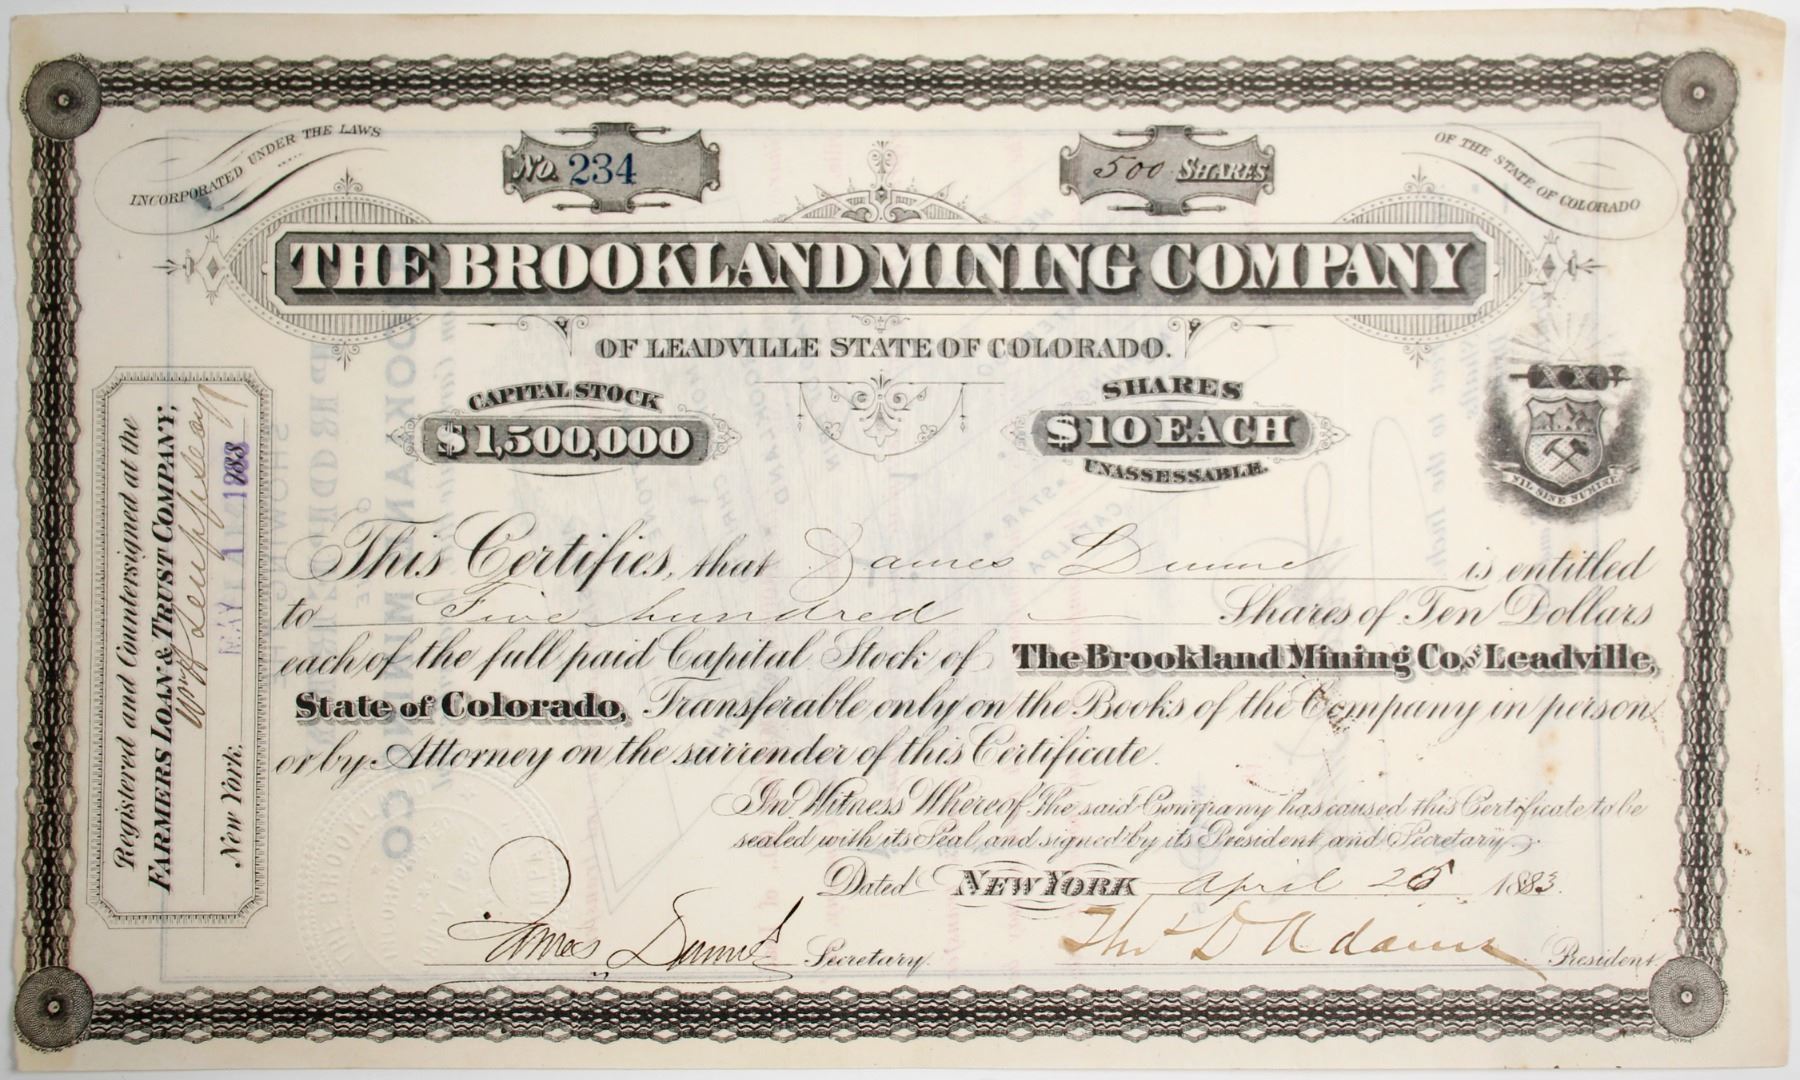 INCORPORATED UNDER THE LAWS
No. 234
500 SHARES
OF THE STATE OF COLORADO
THE BROOKLAND MINING COMPANY
OF LEADVILLE STATE OF COLORADO.
CAPITAL STOCK
$1,500,000
SHARES
$10 EACH
UNASSESSABLE.
NIL SINE NUMINE
Registered and Countersigned at the
FARMERS LOAN & TRUST COMPANY,
MAY 1 1883
New York.
This Certifies, that James Dunne is entitled
to Five hundred Shares of Ten Dollars
each of the full paid Capital Stock of The Brookland Mining Co, of Leadville,
State of Colorado, Transferable only on the Books of the Company in person
or by Attorney on the surrender of this Certificate.
In Witness Whereof, The said Company has caused this Certificate to be
sealed with its Seal and signed by its President and Secretary.
Dated NEW YORK April 25 1883.
James Dunne Secretary.
Thos D Adams President.